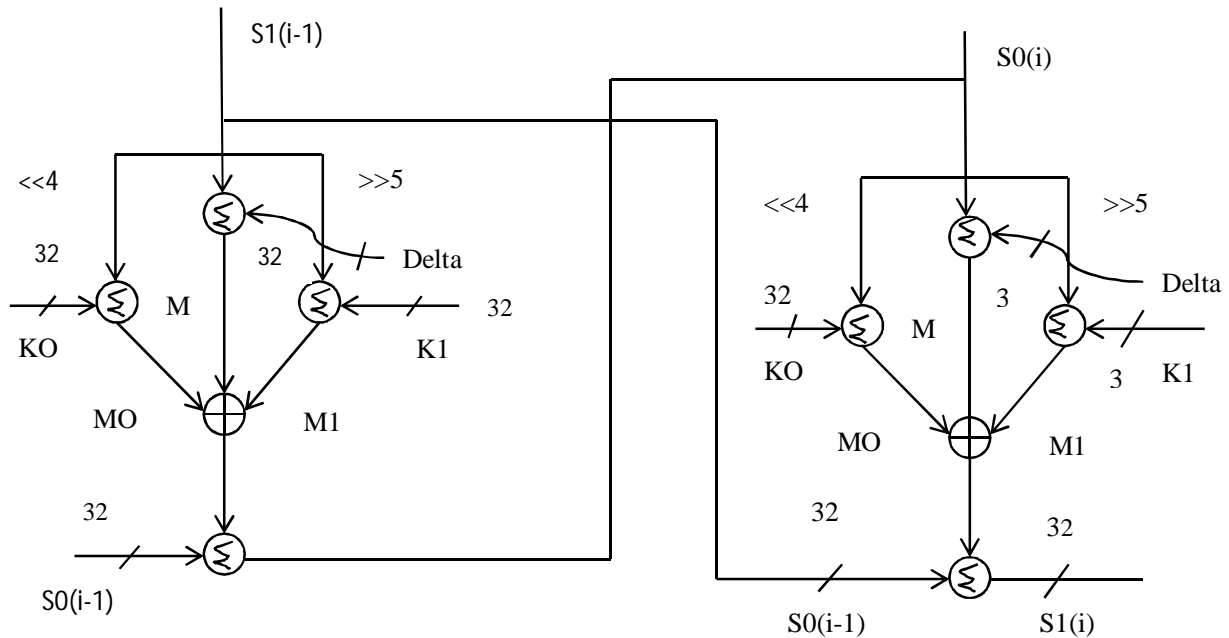 S1(i-1)
<<4
>>5
32
32
Delta
M
32
KO
K1
MO
M1
32
S0(i-1)
S0(i)
<<4
>>5
Delta
32
3
M
KO
3
K1
MO
M1
32
32
S0(i-1)
S1(i)